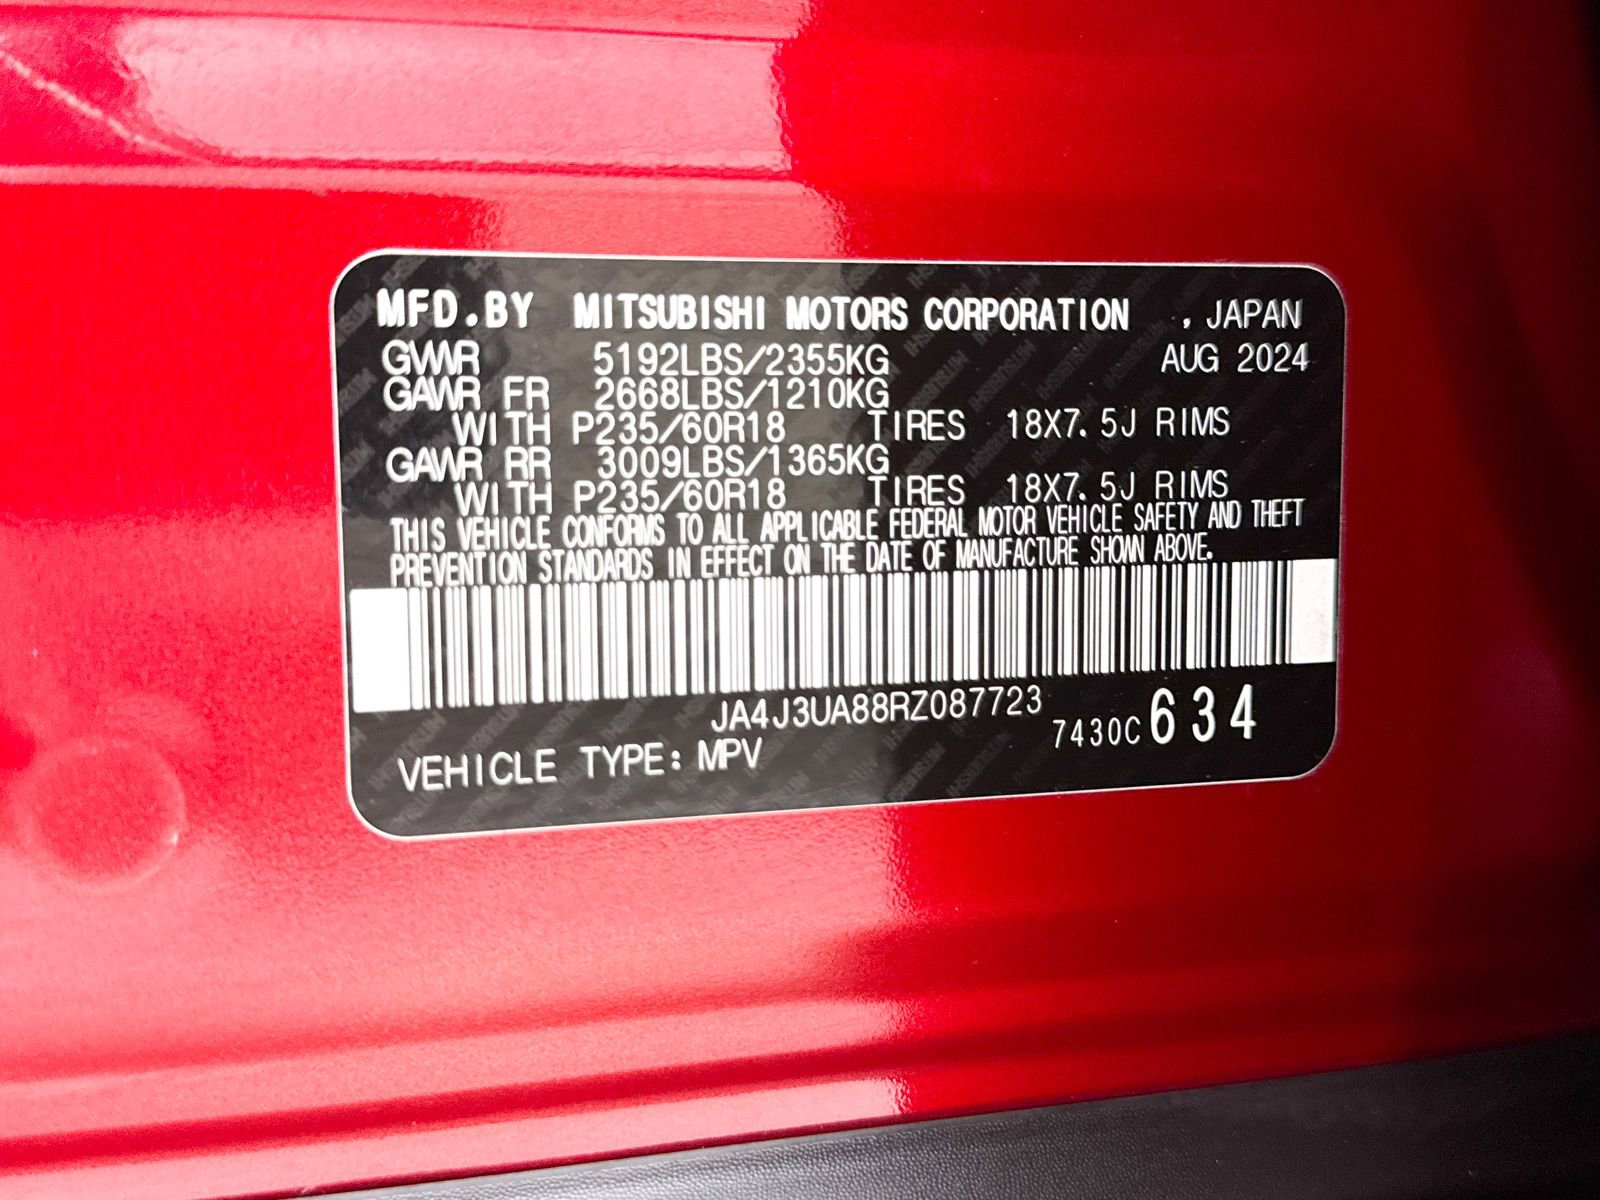 MFD.BY MITSUBISHI MOTORS CORPORATION , JAPAN
GVWR 5192LBS/2355KG AUG 2024
GAWR FR 2668LBS/1210KG
WITH P235/60R18 TIRES 18X7.5J RIMS
GAWR RR 3009LBS/1365KG
WITH P235/60R18 TIRES 18X7.5J RIMS
THIS VEHICLE CONFORMS TO ALL APPLICABLE FEDERAL MOTOR VEHICLE SAFETY AND THEFT
PREVENTION STANDARDS IN EFFECT ON THE DATE OF MANUFACTURE SHOWN ABOVE.
JA4J3UA88RZ087723
7430C 634
VEHICLE TYPE: MPV